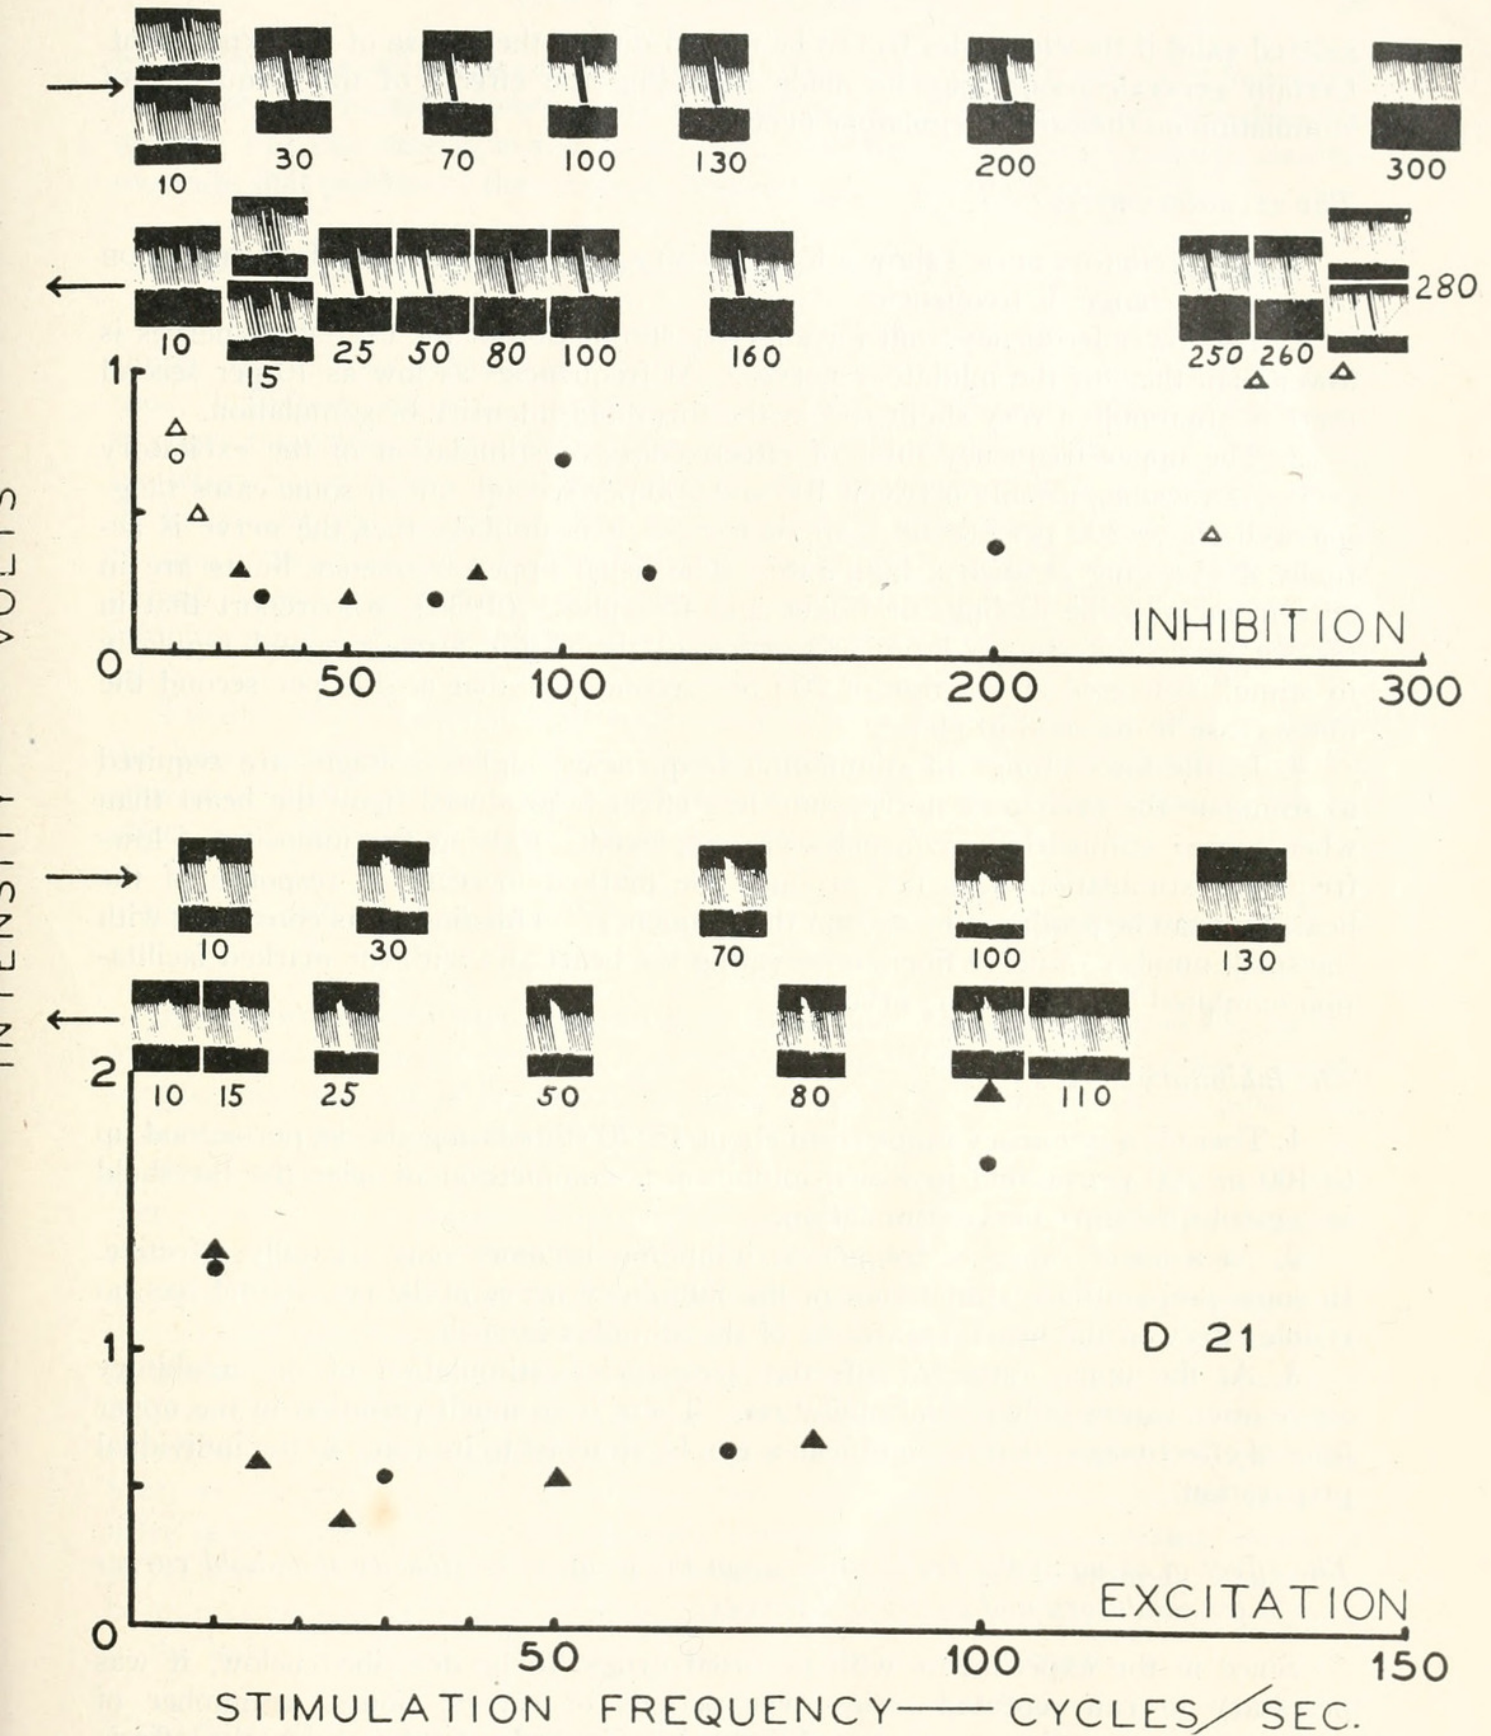 30 70 100 130 200 300
10
280
10 25 50 80 100 160 250 260
15
1
INHIBITION
0
50 100 200 300
10 30 70 100 130
2
10 15 25 50 80 110
1
D 21
EXCITATION
0
50 100 150
STIMULATION FREQUENCY—CYCLES/SEC.
INTENSITY VOLTS